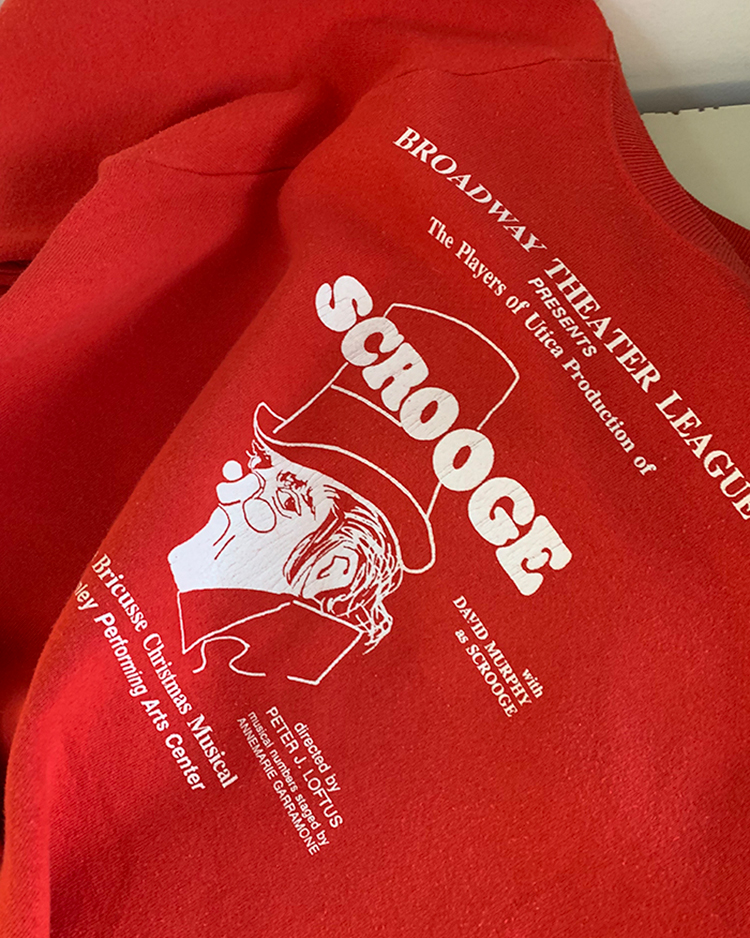 BROADWAY THEATER LEAGUE
PRESENTS
The Players of Utica Production of
SCROOGE
with
DAVID MURPHY
as SCROOGE
Bricusse Christmas Musical
Performing Arts Center
directed by
PETER J. LOFTUS
musical numbers staged by
ANNEMARIE GARRAMONE